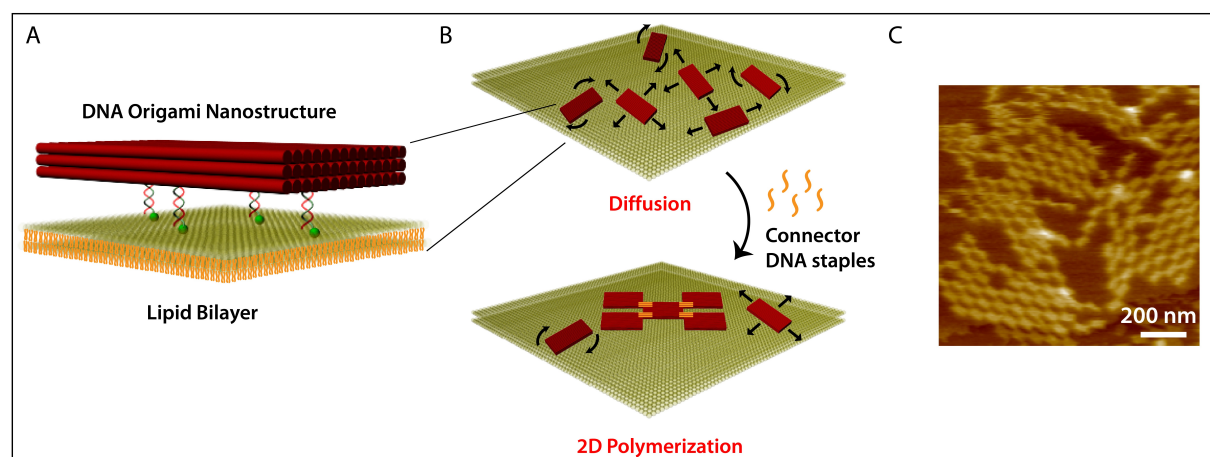 A
DNA Origami Nanostructure
Lipid Bilayer
B
Diffusion
Connector
DNA staples
2D Polymerization
C
200 nm